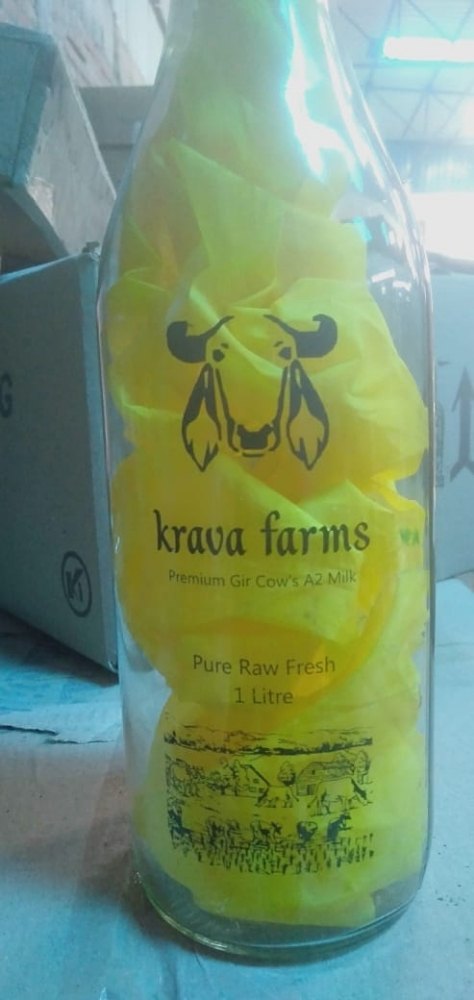 krava farms
Premium Gir Cow's A2 Milk
Pure Raw Fresh
1 Litre
G
K